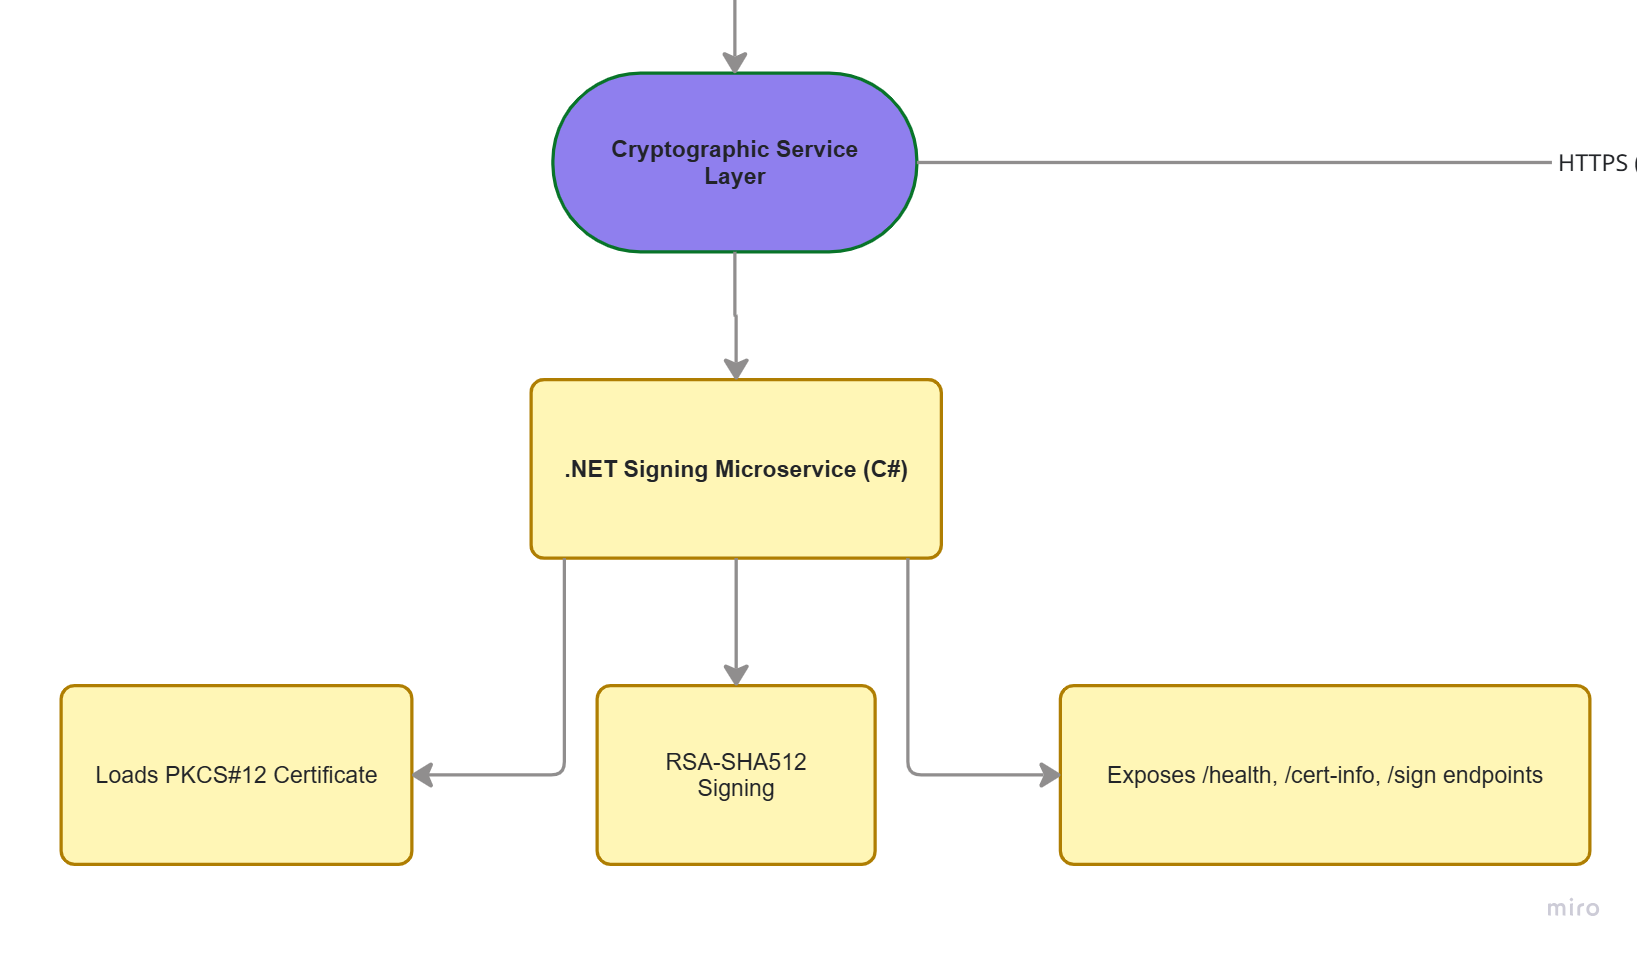 Cryptographic Service
Layer
HTTPS (
.NET Signing Microservice (C#)
Loads PKCS#12 Certificate
RSA-SHA512
Signing
Exposes /health, /cert-info, /sign endpoints
miro